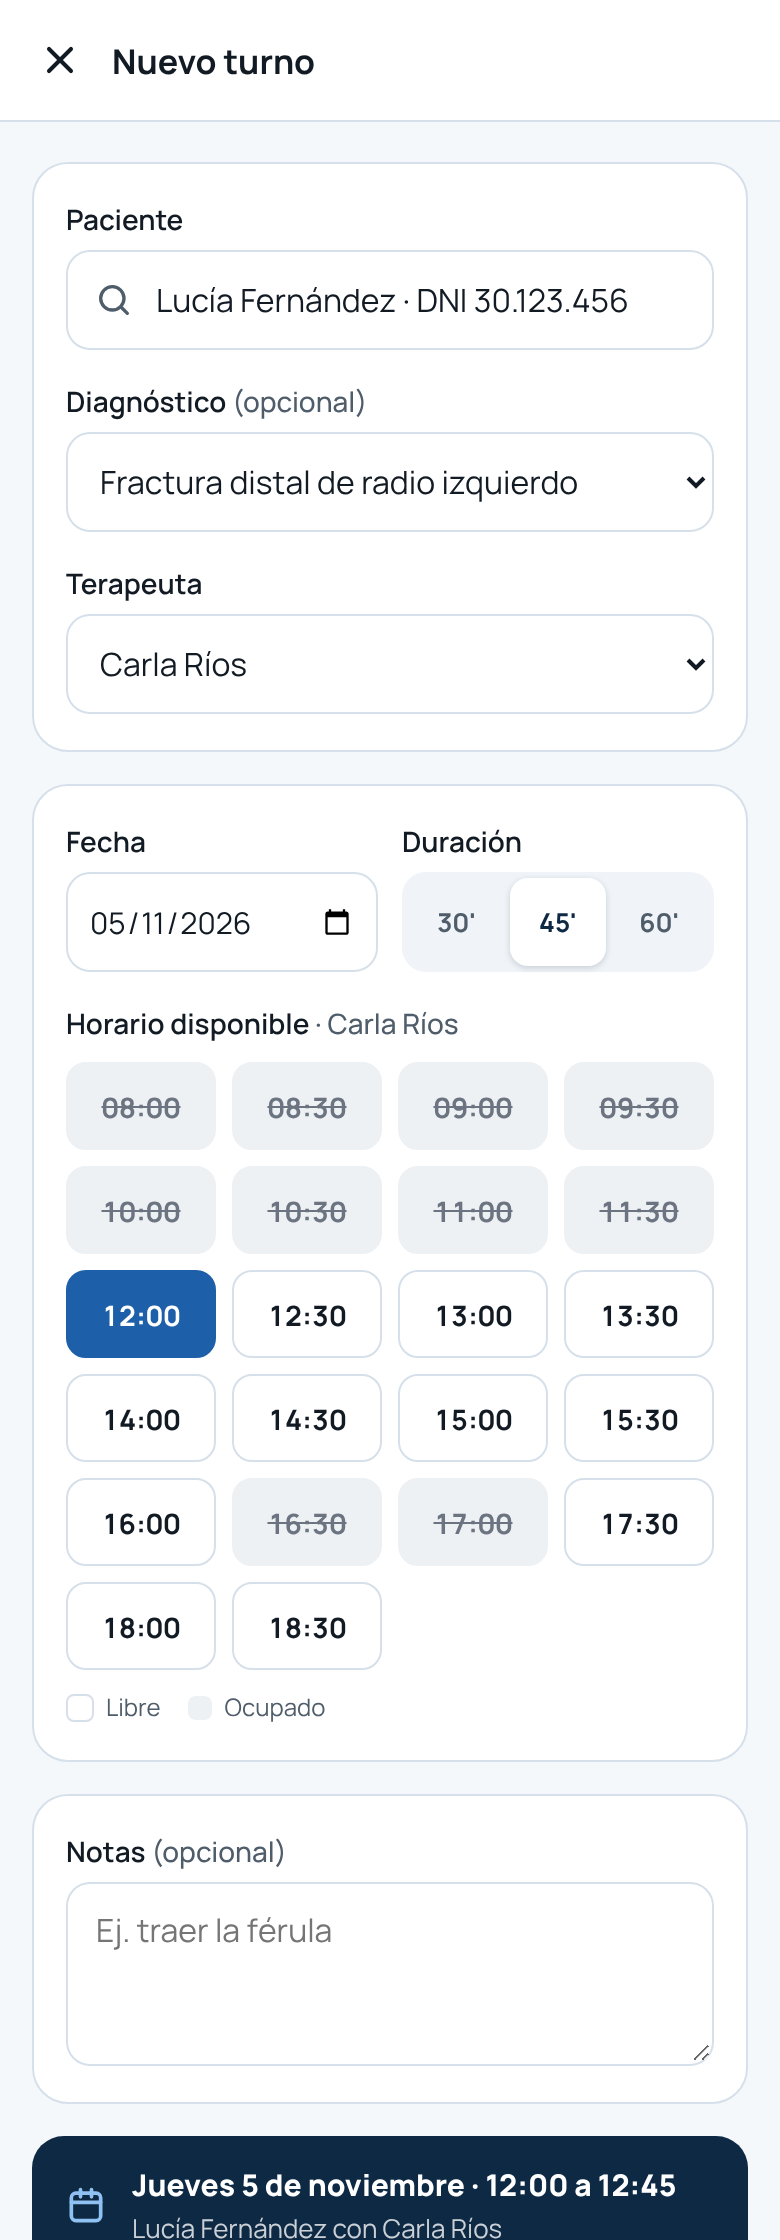 Nuevo turno
Paciente
Lucía Fernández · DNI 30.123.456
Diagnóstico (opcional)
Fractura distal de radio izquierdo
Terapeuta
Carla Ríos
Fecha Duración
05/11/2026 30' 45' 60'
Horario disponible · Carla Ríos
08:00 08:30 09:00 09:30
10:00 10:30 11:00 11:30
12:00 12:30 13:00 13:30
14:00 14:30 15:00 15:30
16:00 16:30 17:00 17:30
18:00 18:30
Libre Ocupado
Notas (opcional)
Ej. traer la férula
Jueves 5 de noviembre · 12:00 a 12:45
Lucía Fernández con Carla Ríos